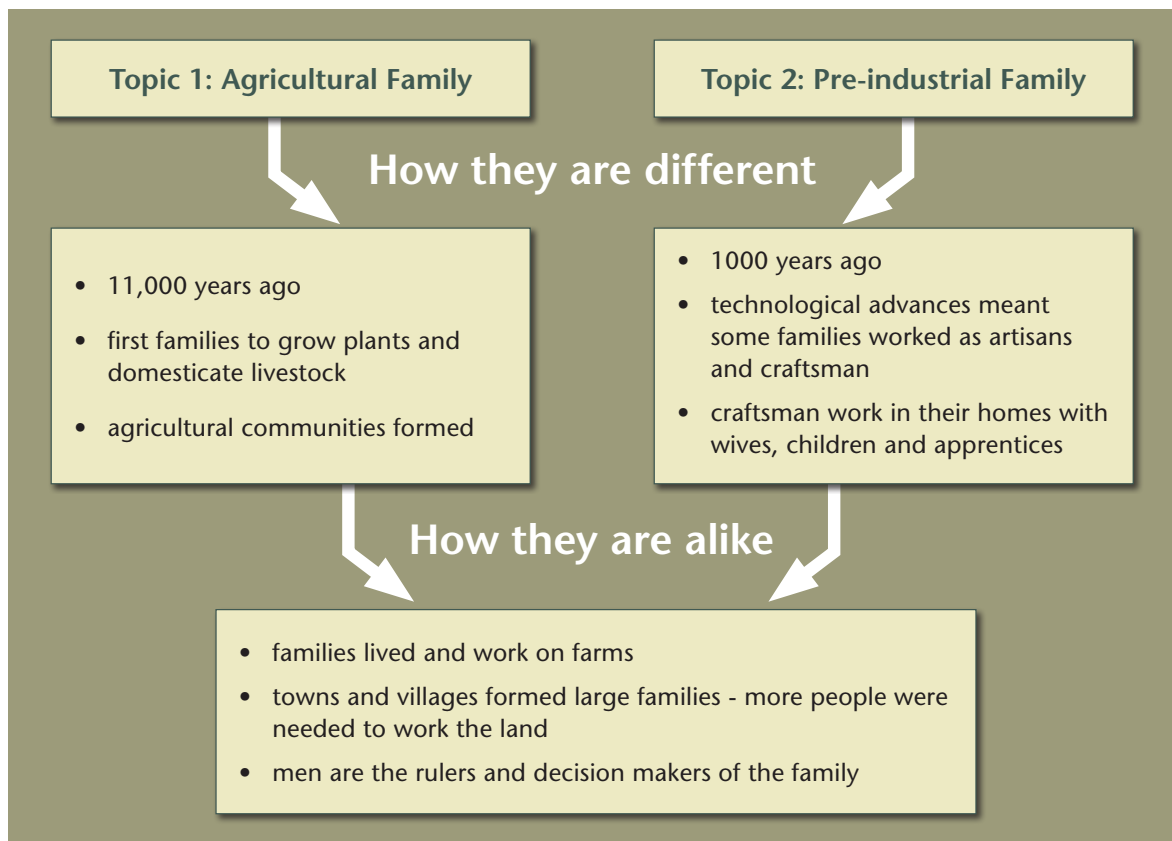 Topic 1: Agricultural Family
Topic 2: Pre-industrial Family
How they are different
• 11,000 years ago
• first families to grow plants and
domesticate livestock
• agricultural communities formed
• 1000 years ago
• technological advances meant
some families worked as artisans
and craftsman
• craftsman work in their homes with
wives, children and apprentices
How they are alike
• families lived and work on farms
• towns and villages formed large families - more people were
needed to work the land
• men are the rulers and decision makers of the family